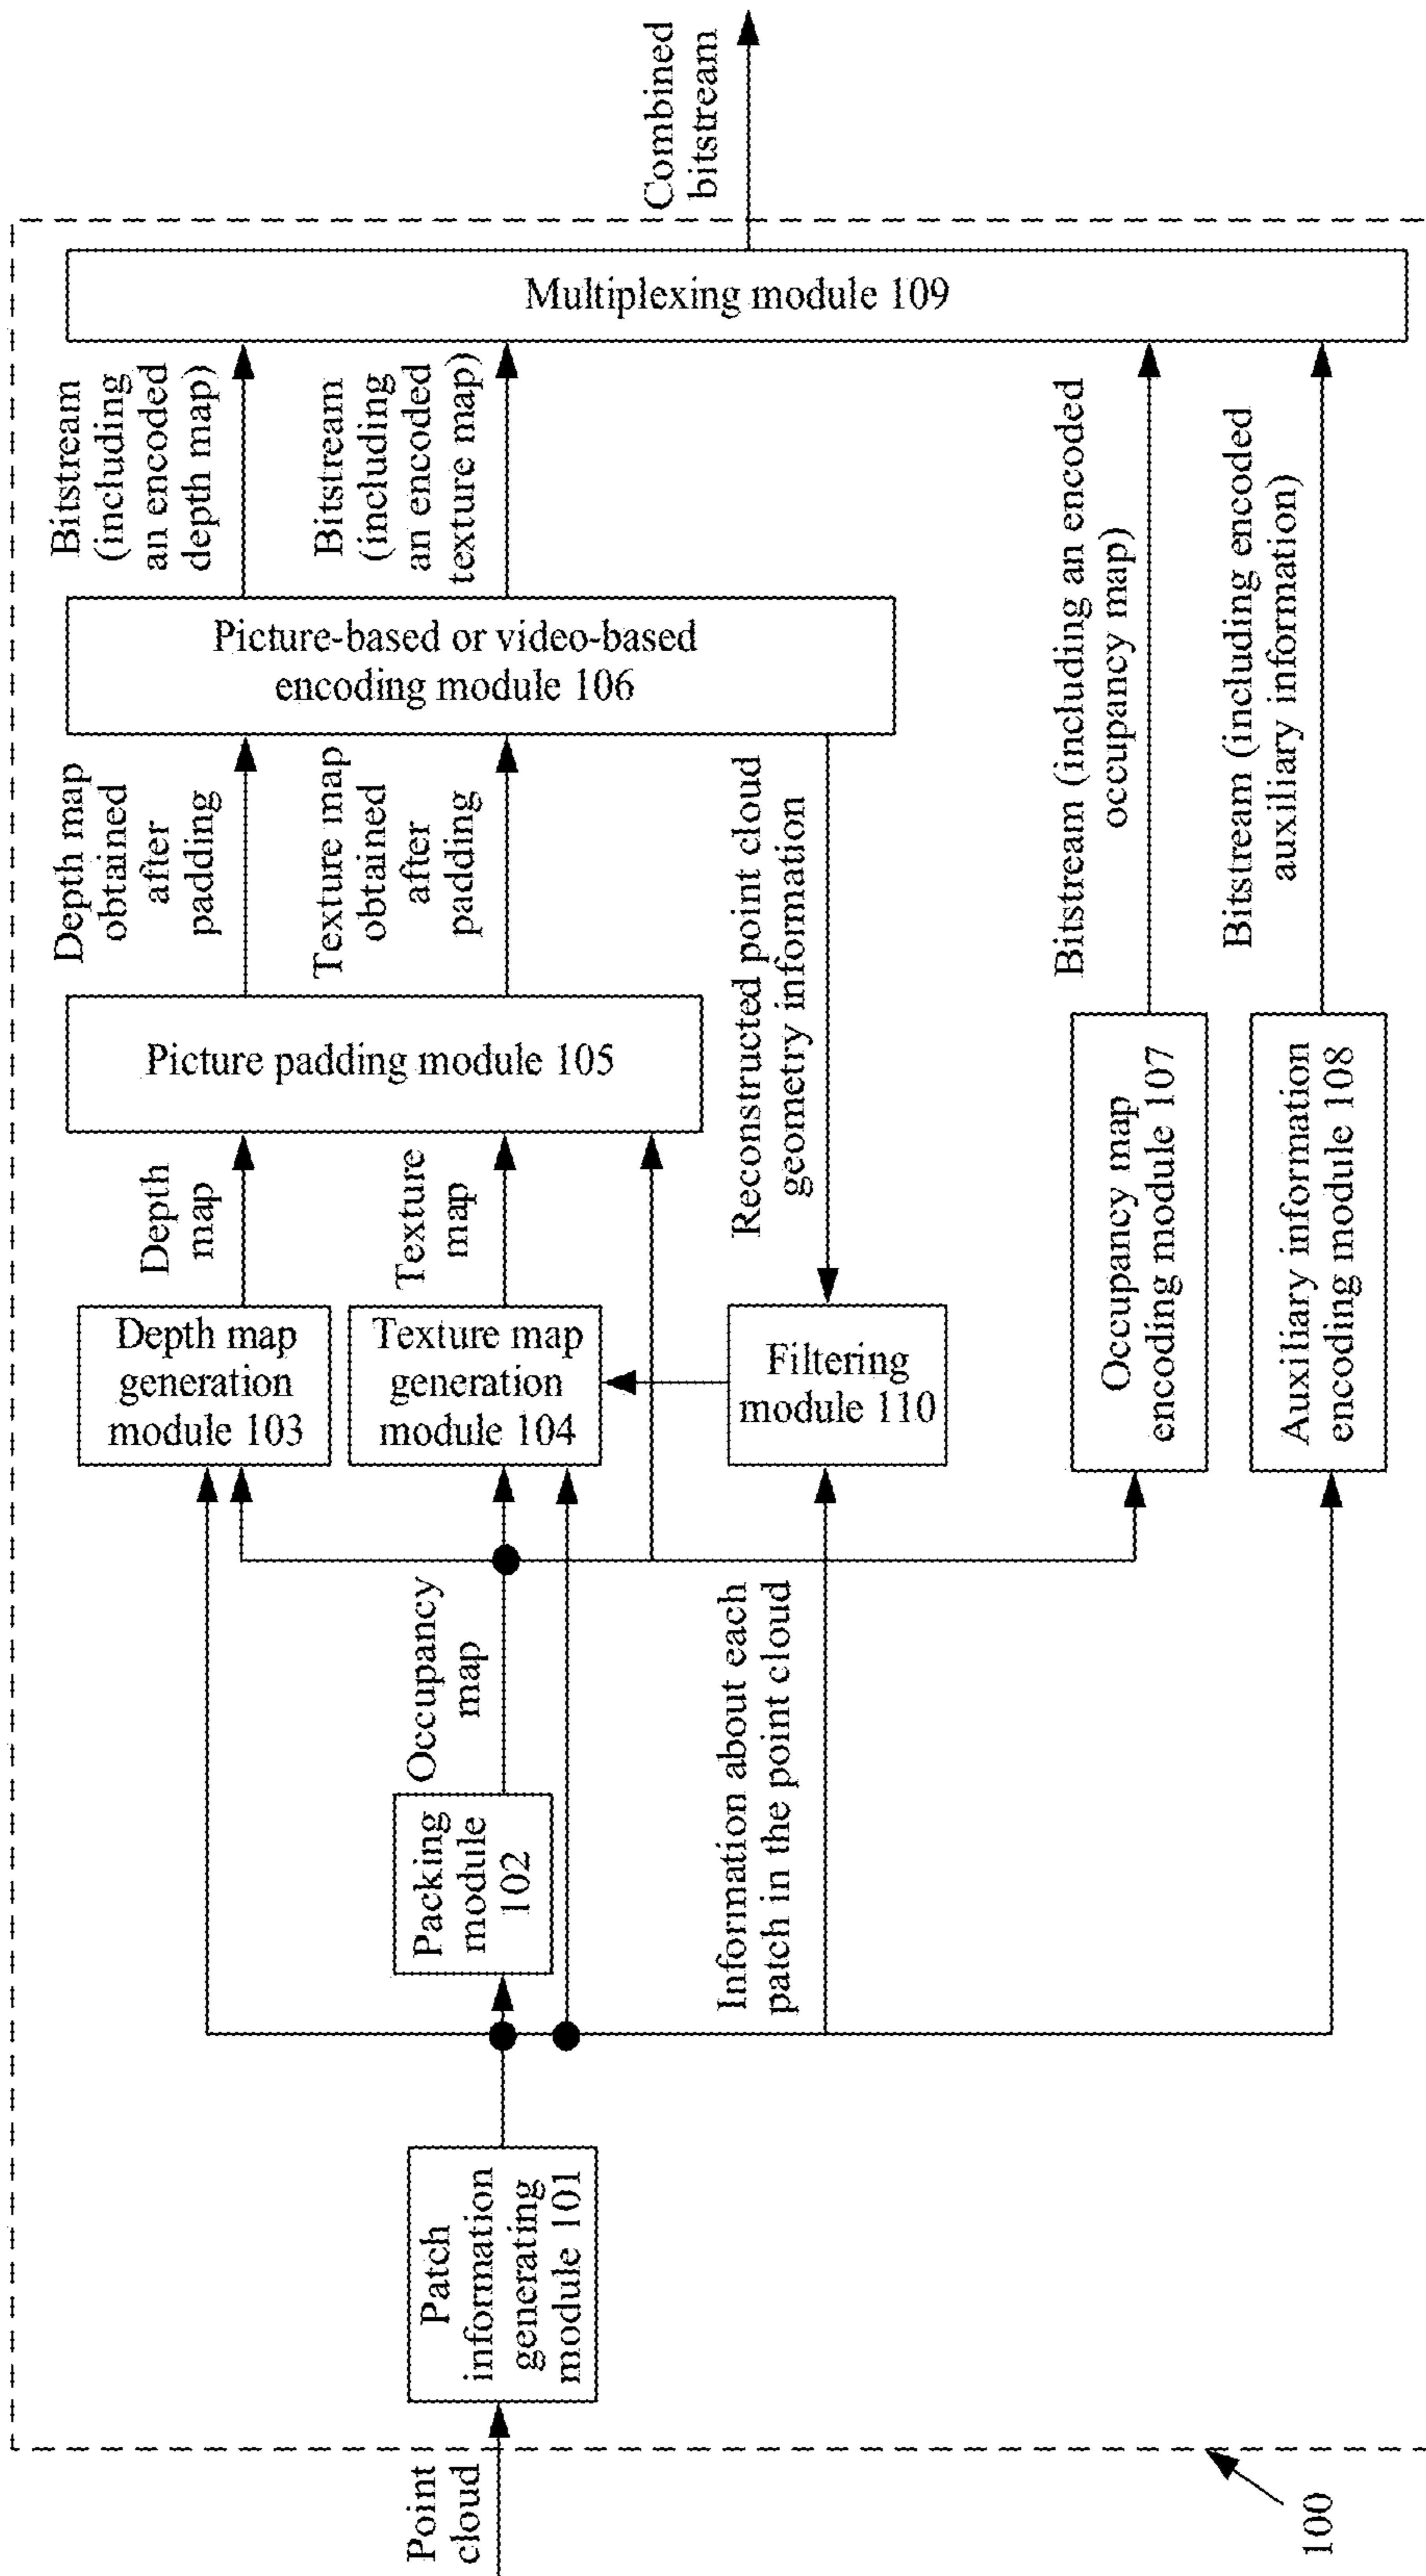 Point
cloud
100
Patch
information
generating
module 101
Packing
module
102
Occupancy
map
Information about each
patch in the point cloud
Depth map
generation
module 103
Texture map
generation
module 104
Filtering
module 110
Occupancy map
encoding module 107
Auxiliary information
encoding module 108
Depth
map
Texture
map
Picture padding module 105
Reconstructed point cloud
geometry information
Depth map
obtained
after
padding
Texture map
obtained
after
padding
Picture-based or video-based
encoding module 106
Bitstream
(including
an encoded
depth map)
Bitstream
(including
an encoded
texture map)
Bitstream (including an encoded
occupancy map)
Bitstream (including encoded
auxiliary information)
Multiplexing module 109
Combined
bitstream